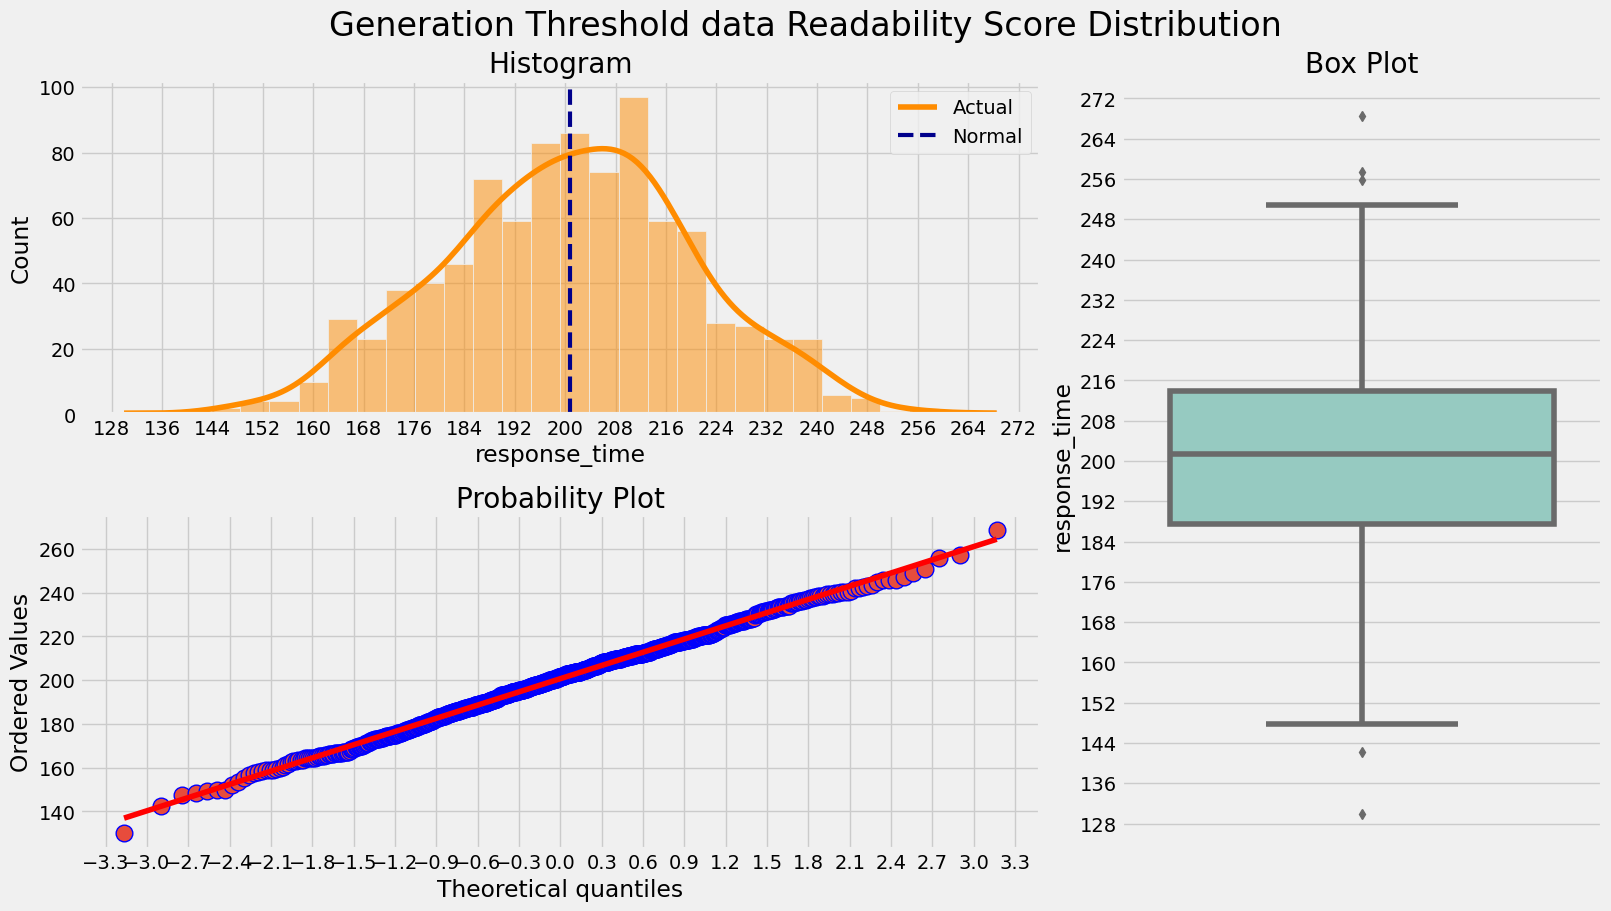 Generation Threshold data Readability Score Distribution
Histogram
100
80
60
40
20
0
Count
Actual
Normal
128 136 144 152 160 168 176 184 192 200 208 216 224 232 240 248 256 264 272
response_time
Probability Plot
260
240
220
200
180
160
140
Ordered Values
−3.3 −3.0 −2.7 −2.4 −2.1 −1.8 −1.5 −1.2 −0.9 −0.6 −0.3 0.0 0.3 0.6 0.9 1.2 1.5 1.8 2.1 2.4 2.7 3.0 3.3
Theoretical quantiles
Box Plot
272
264
256
248
240
232
224
216
208
200
192
184
176
168
160
152
144
136
128
response_time